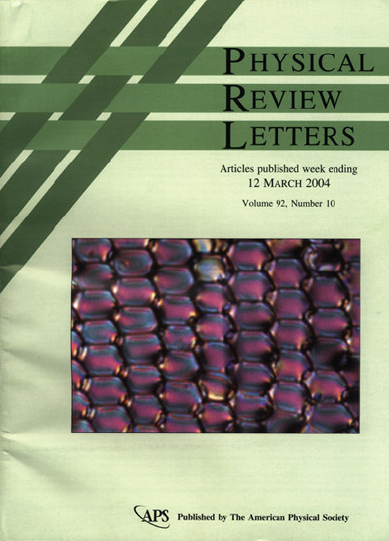 PHYSICAL
REVIEW
LETTERS
Articles published week ending
12 MARCH 2004
Volume 92, Number 10
APS Published by The American Physical Society